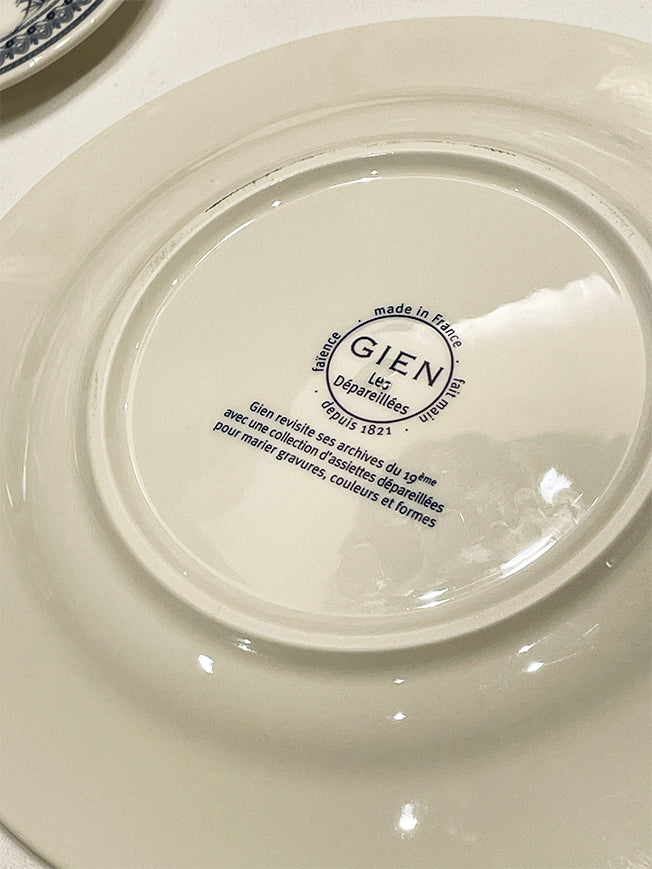 made in France
faïence
GIEN
Les
Dépareillées
fait main
depuis 1821
Gien revisite ses archives du 19ème
avec une collection d'assiettes dépareillées
pour marier gravures, couleurs et formes